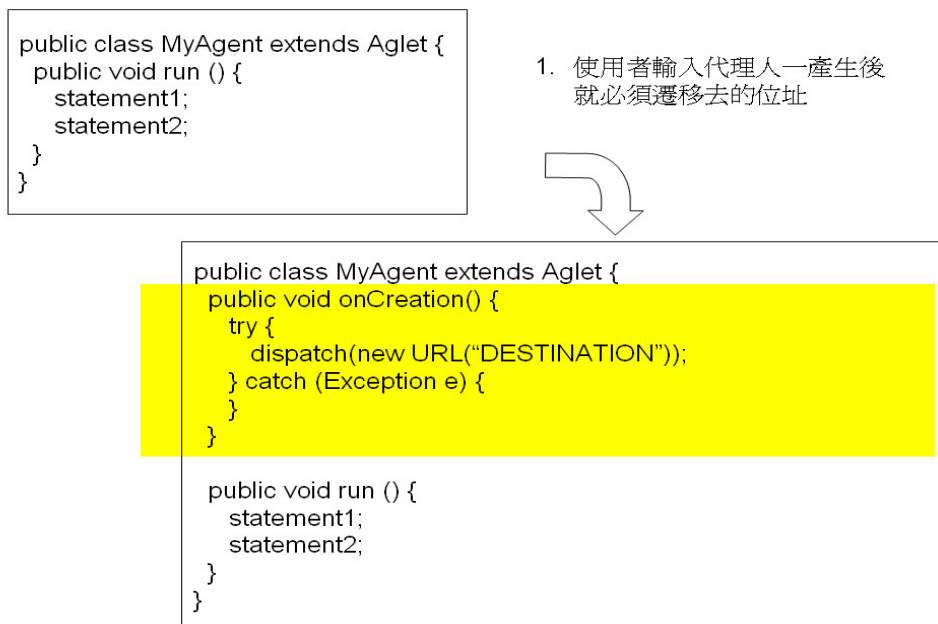 public class MyAgent extends Aglet {
public void run () {
statement1;
statement2;
}
}
1. 使用者輸入代理人一產生後
就必須遷移去的位址
public class MyAgent extends Aglet {
public void onCreation() {
try {
dispatch(new URL(“DESTINATION”));
} catch (Exception e) {
}
}
public void run () {
statement1;
statement2;
}
}